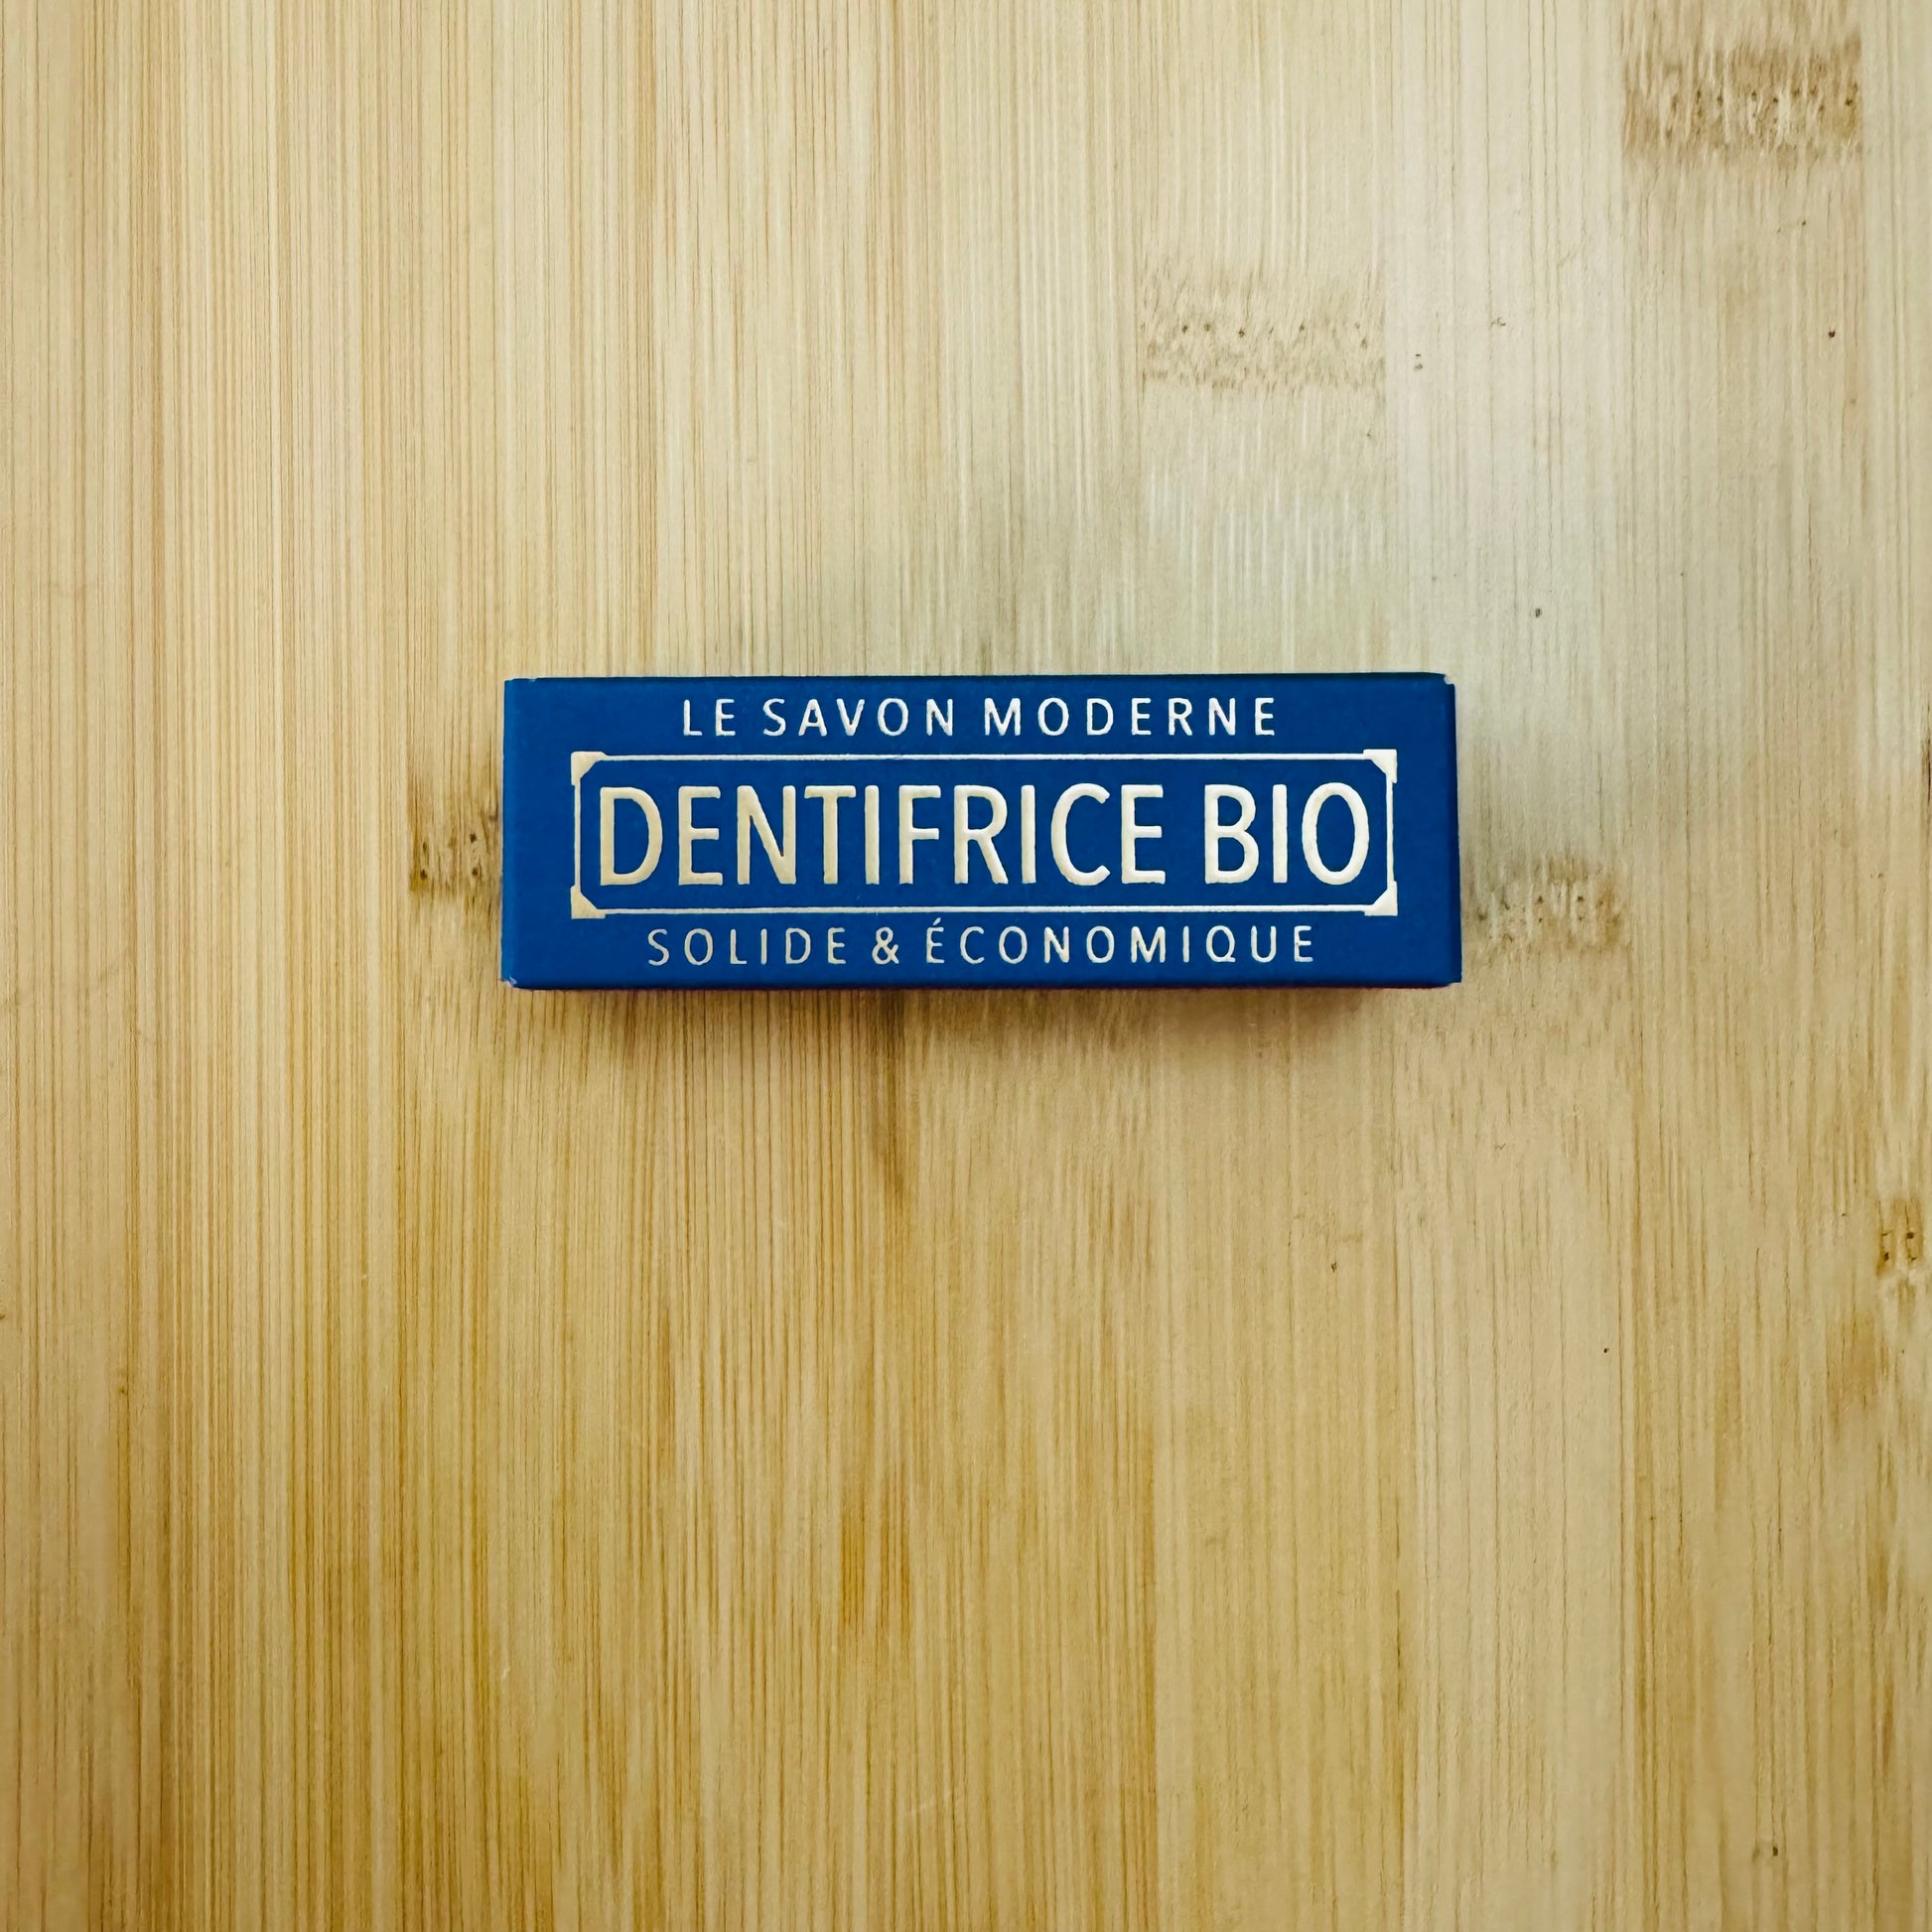 LE SAVON MODERNE
DENTIFRICE BIO
SOLIDE & ÉCONOMIQUE